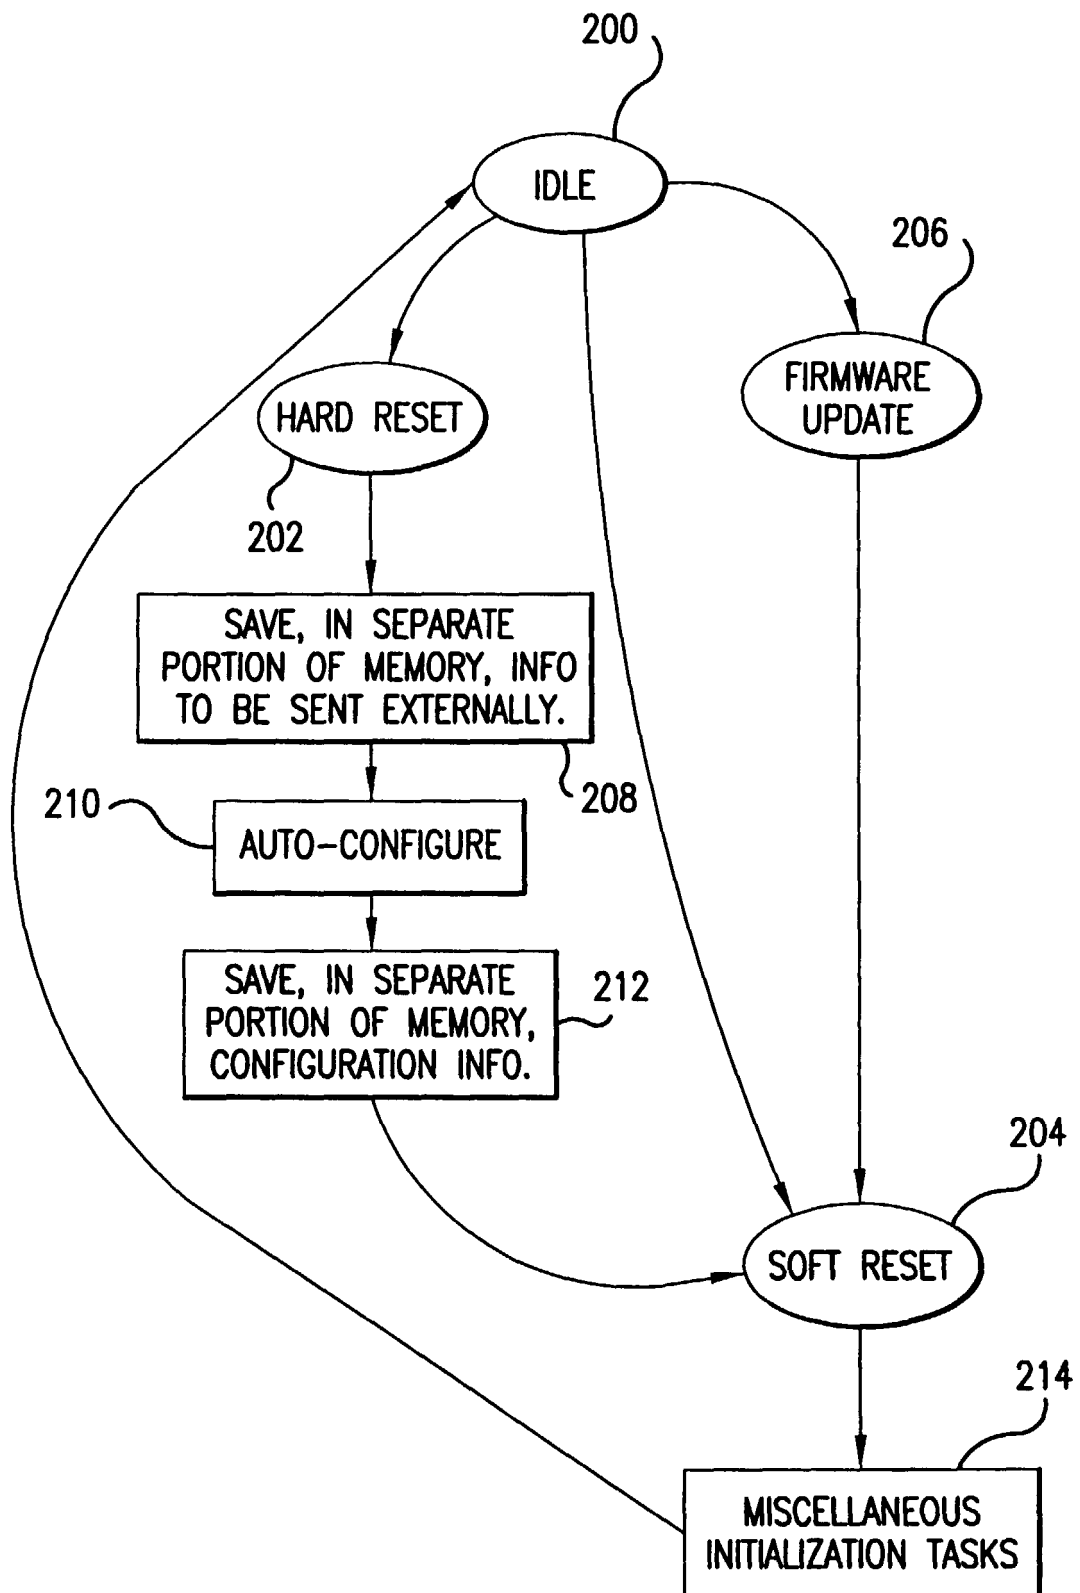 200
IDLE
206
FIRMWARE
UPDATE
HARD RESET
202
SAVE, IN SEPARATE
PORTION OF MEMORY, INFO
TO BE SENT EXTERNALLY.
208
210
AUTO-CONFIGURE
SAVE, IN SEPARATE
PORTION OF MEMORY,
CONFIGURATION INFO.
212
204
SOFT RESET
214
MISCELLANEOUS
INITIALIZATION TASKS